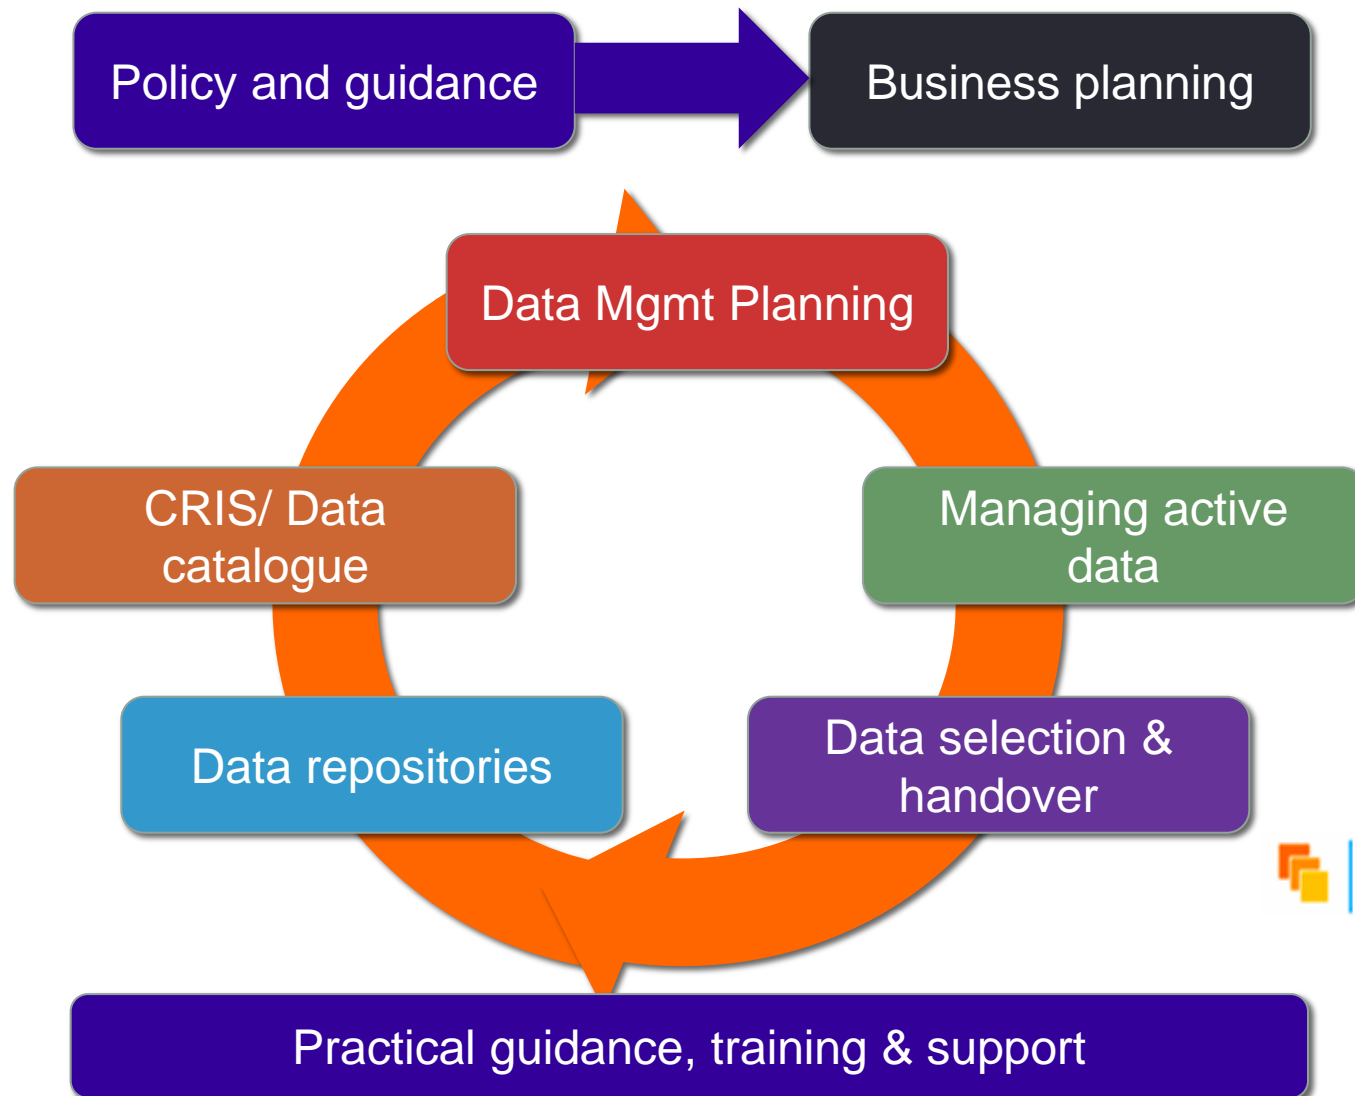 Policy and guidance
Business planning
Data Mgmt Planning
CRIS/ Data
catalogue
Managing active
data
Data repositories
Data selection &
handover
Practical guidance, training & support